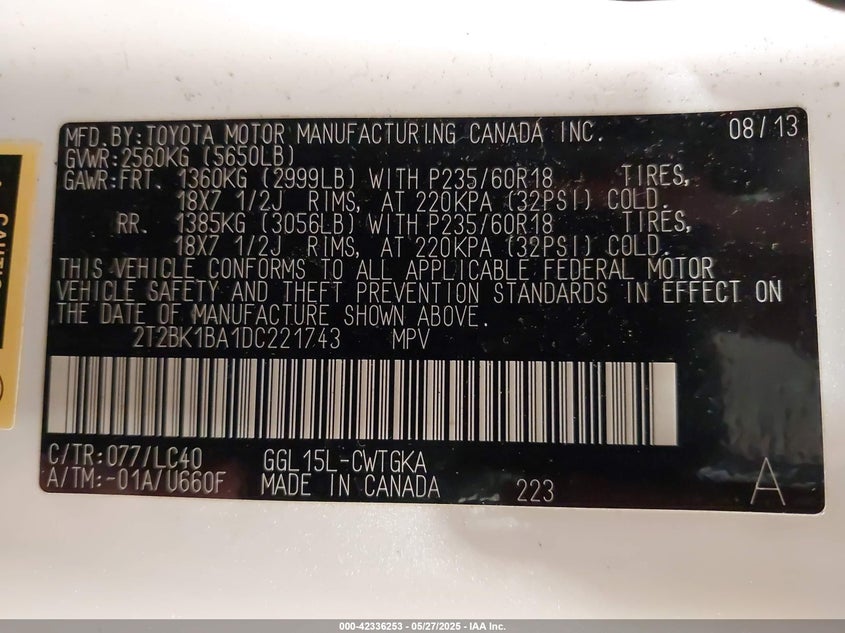 MFD. BY: TOYOTA MOTOR MANUFACTURING CANADA INC. 08/13
GVWR: 2560KG (5650LB)
GAWR: FRT. 1360KG (2999LB) WITH P235/60R18 TIRES,
18X7 1/2J RIMS, AT 220KPA (32PSI) COLD.
RR. 1385KG (3056LB) WITH P235/60R18 TIRES,
18X7 1/2J RIMS, AT 220KPA (32PSI) COLD.
THIS VEHICLE CONFORMS TO ALL APPLICABLE FEDERAL MOTOR
VEHICLE SAFETY AND THEFT PREVENTION STANDARDS IN EFFECT ON
THE DATE OF MANUFACTURE SHOWN ABOVE.
2T2BK1BA1DC221743 MPV
C/TR: 077/LC40 GGL15L-CWTGKA
A/TM: -01A/U660F MADE IN CANADA 223 A
000-42336253 — 05/27/2025 — IAA Inc.